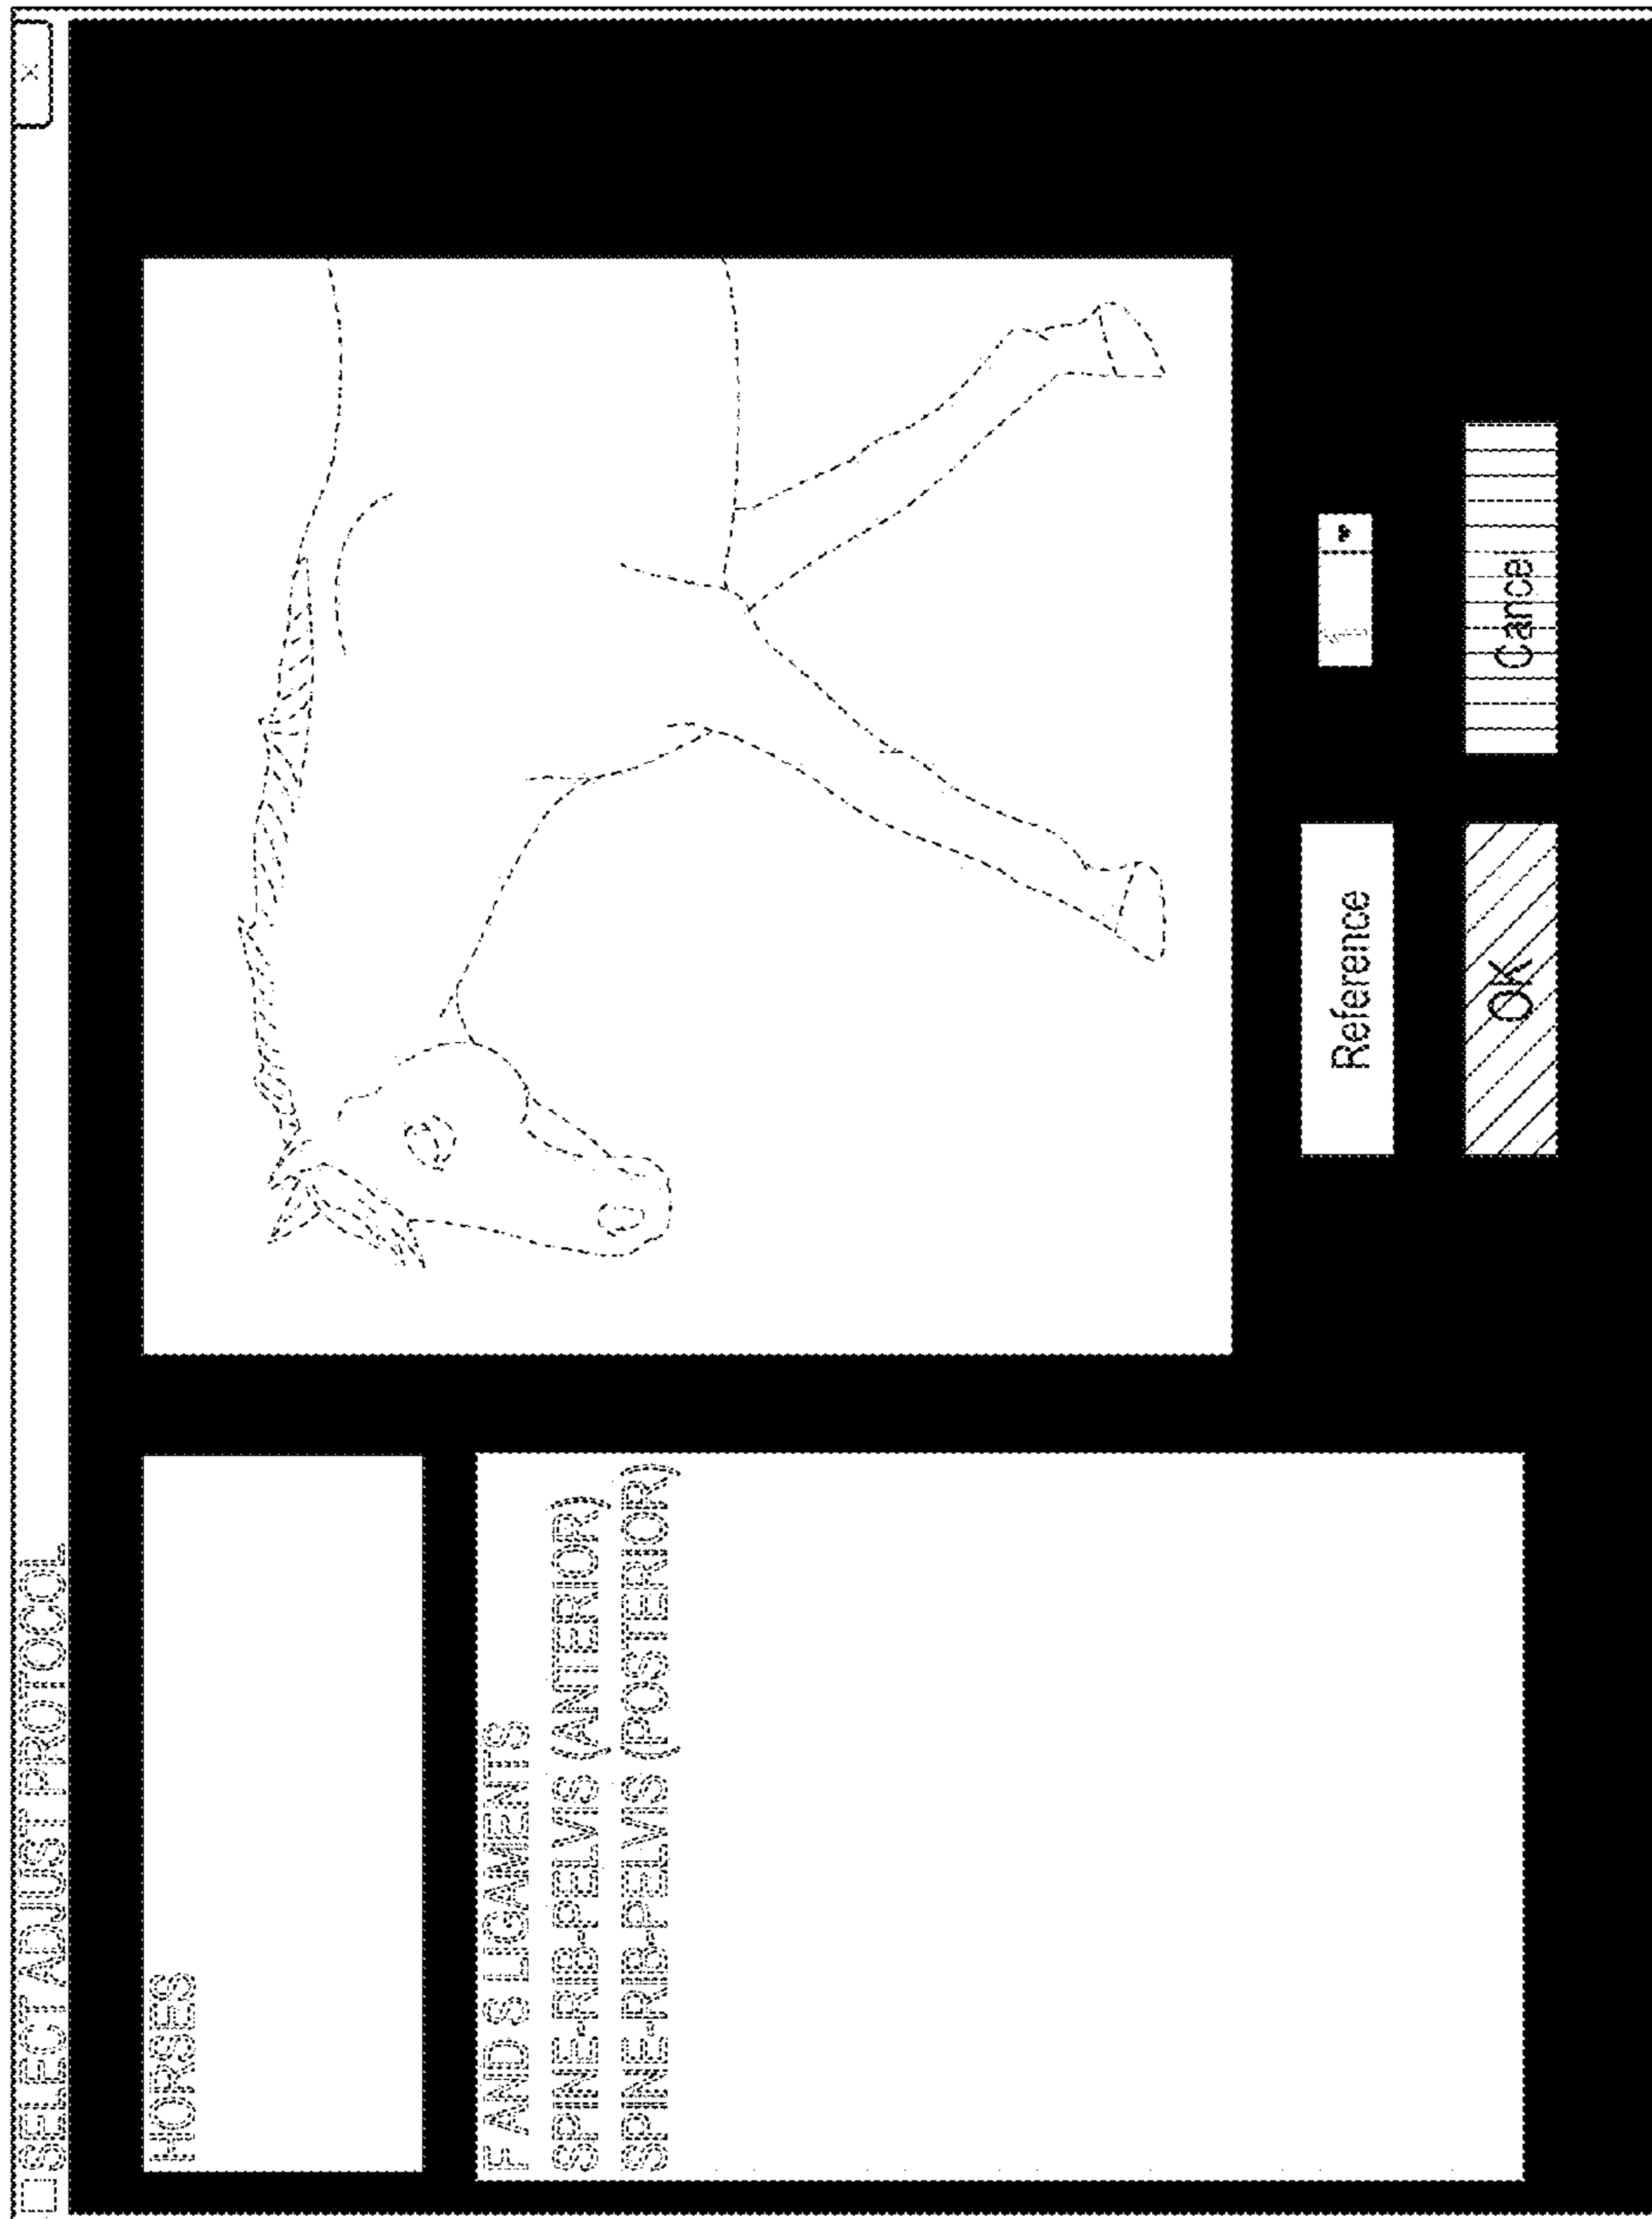 SELECT ADJUST PROTOCOL
x
HORSES
F AND S LIGAMENTS
SPINE-RIB-PELVIS (ANTERIOR)
SPINE-RIB-PELVIS (POSTERIOR)
Reference
OK
Cancel